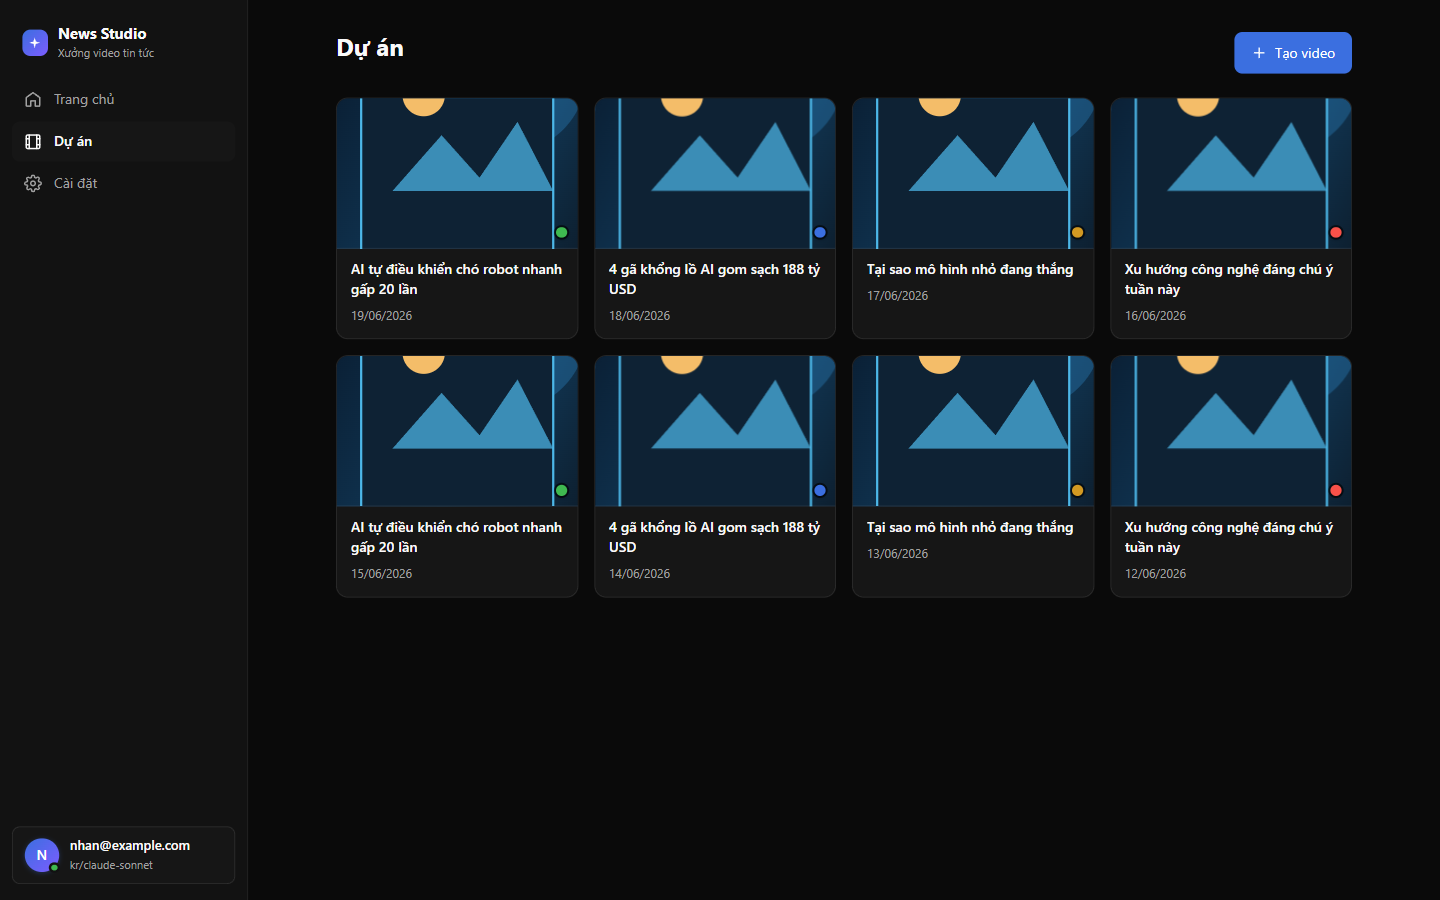 News Studio
Xưởng video tin tức
Trang chủ
Dự án
Cài đặt
Dự án
+ Tạo video
AI tự điều khiển chó robot nhanh
gấp 20 lần
19/06/2026
4 gã khổng lồ AI gom sạch 188 tỷ
USD
18/06/2026
Tại sao mô hình nhỏ đang thắng
17/06/2026
Xu hướng công nghệ đáng chú ý
tuần này
16/06/2026
AI tự điều khiển chó robot nhanh
gấp 20 lần
15/06/2026
4 gã khổng lồ AI gom sạch 188 tỷ
USD
14/06/2026
Tại sao mô hình nhỏ đang thắng
13/06/2026
Xu hướng công nghệ đáng chú ý
tuần này
12/06/2026
N
nhan@example.com
kr/claude-sonnet